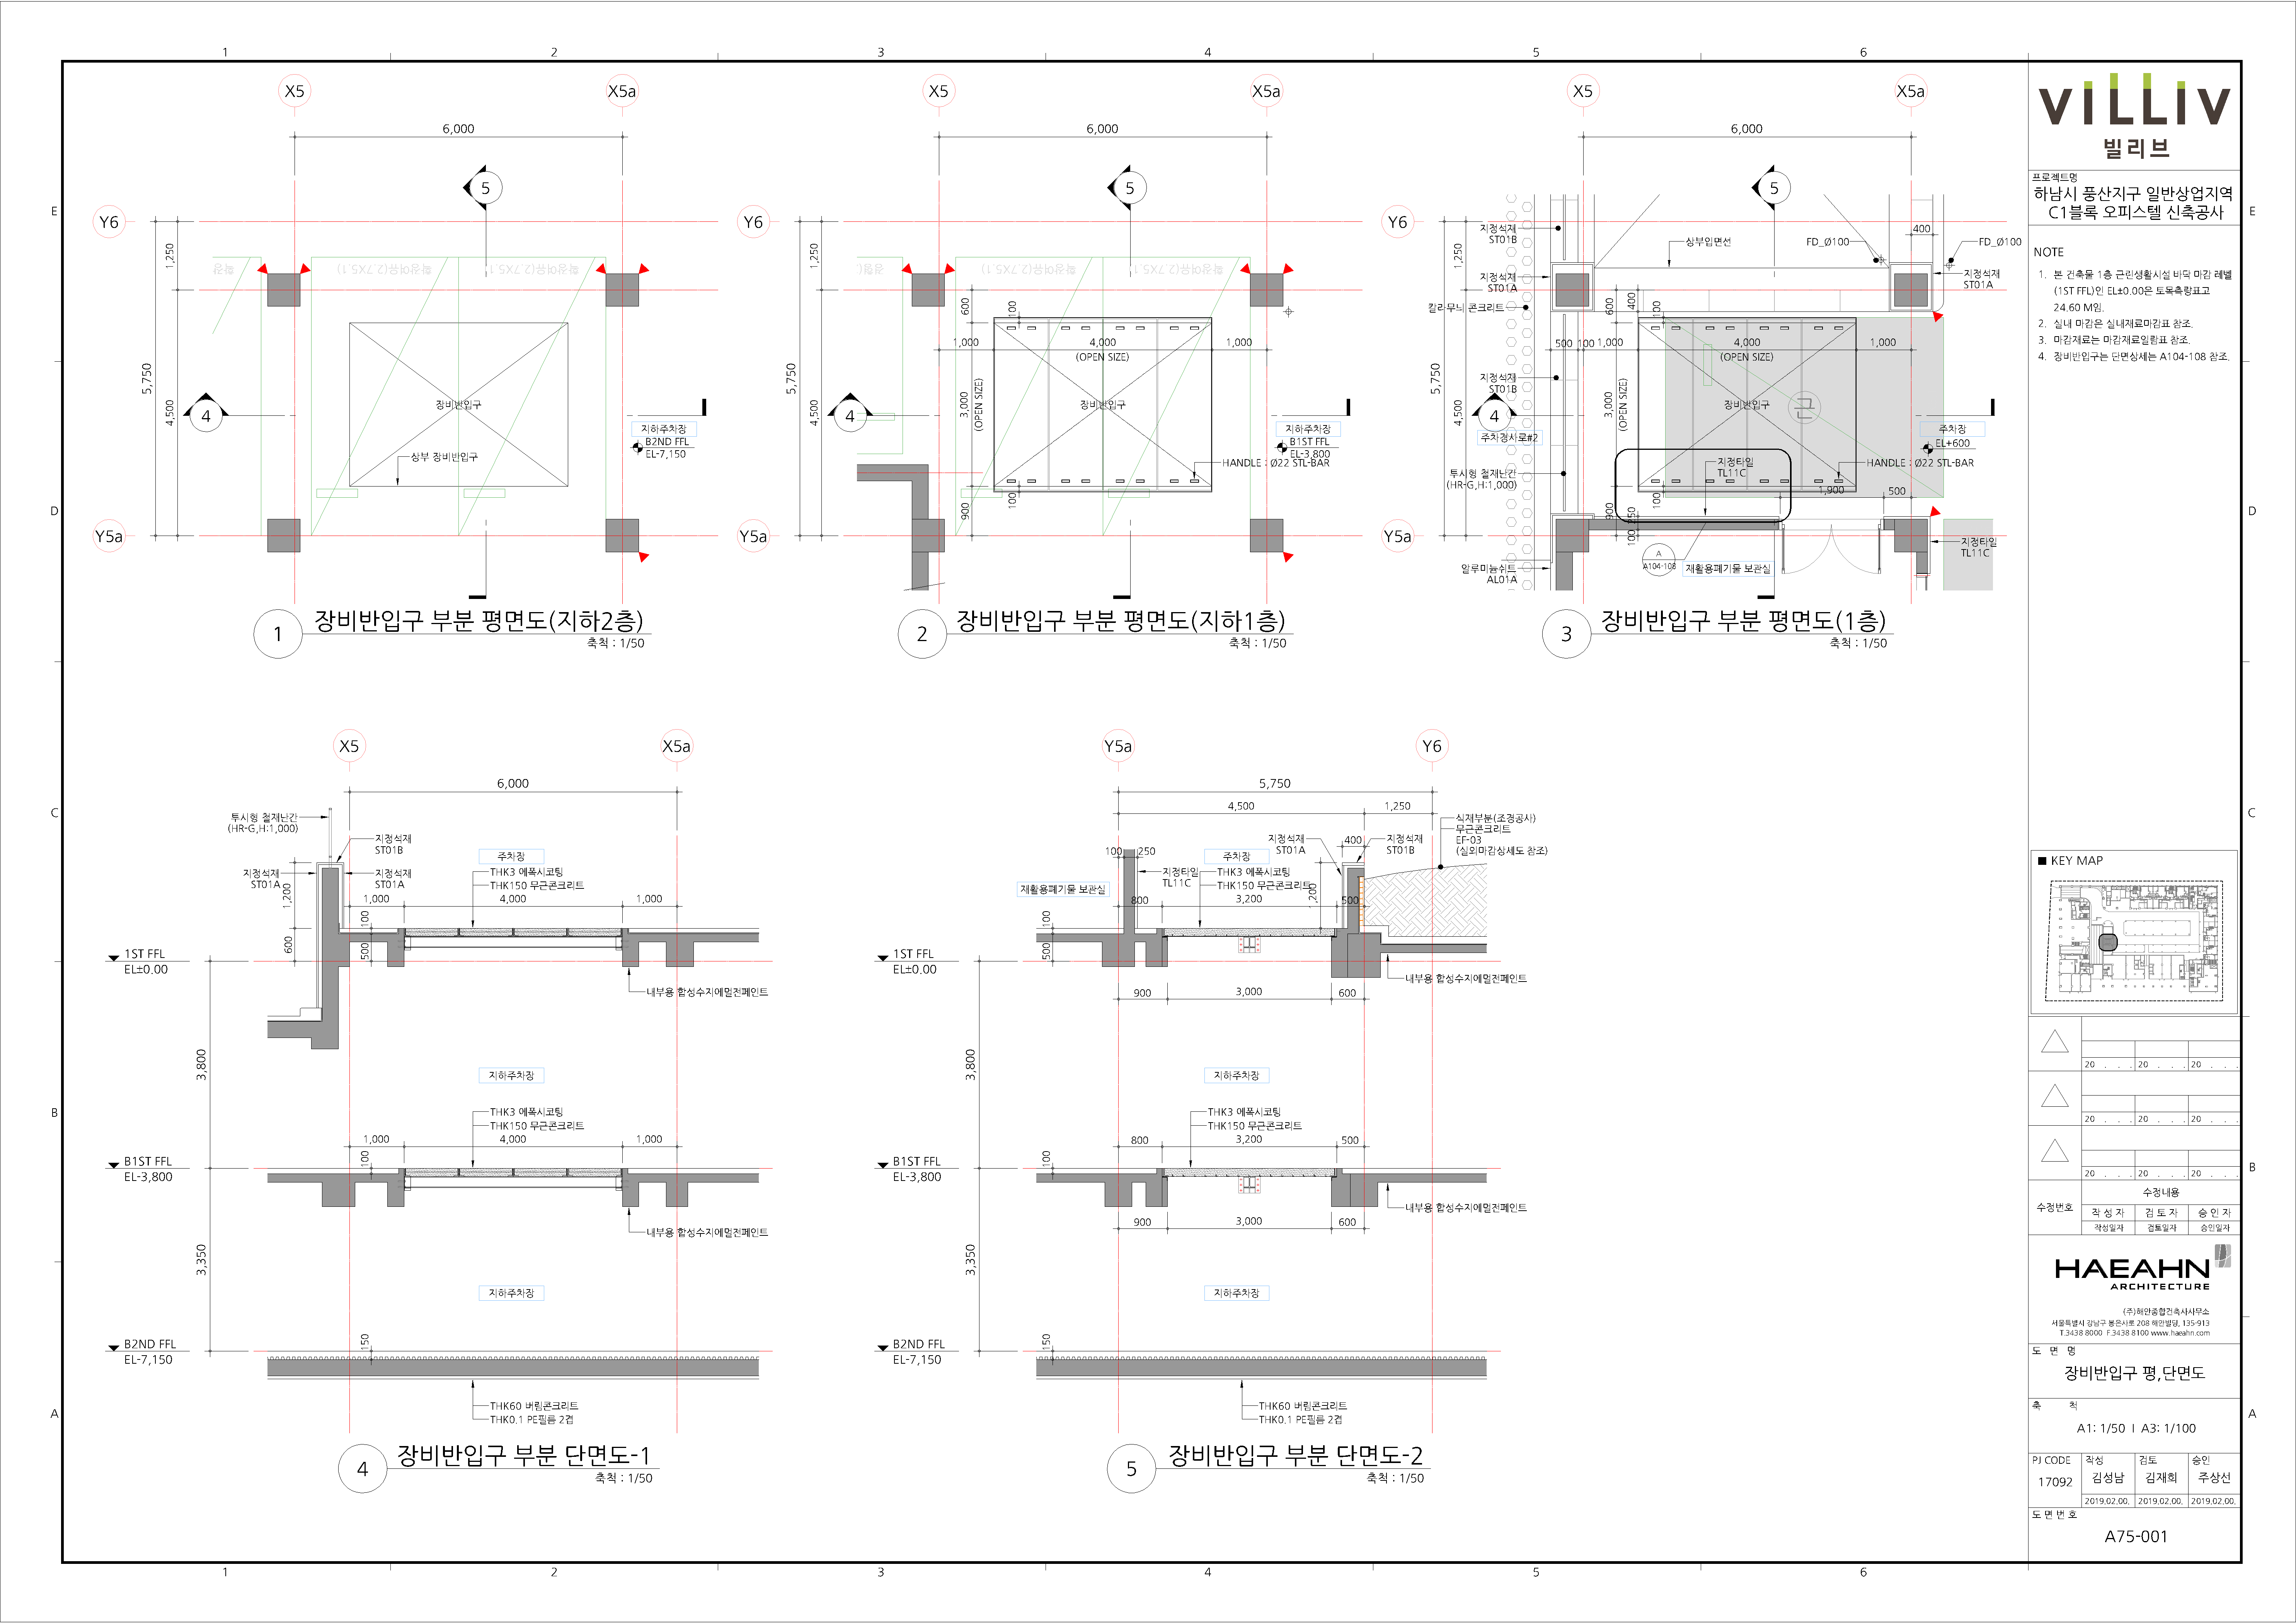 1 2 3 4 5 6
E
D
C
B
A
X5
X5a
6,000
5
Y6
1,250
5,750
4,500
4
Y5a
확장
확장(이유)(2.7X5.1)
장비반입구
상부 장비반입구
지하주차장
B2ND FFL
EL-7,150
1
장비반입구 부분 평면도(지하2층)
축척 : 1/50
X5
X5a
6,000
5
Y6
1,250
5,750
4,500
4
Y5a
600
100
1,000
4,000
(OPEN SIZE)
1,000
3,000
(OPEN SIZE)
장비반입구
지하주차장
B1ST FFL
EL-3,800
HANDLE : Ø22 STL-BAR
900
100
2
장비반입구 부분 평면도(지하1층)
축척 : 1/50
X5
X5a
6,000
5
Y6
지정석재
ST01B
상부입면선
FD_Ø100
400
FD_Ø100
1,250
지정석재
ST01A
지정석재
ST01A
칼라무늬 콘크리트
600
400
100
500
100
1,000
4,000
(OPEN SIZE)
1,000
5,750
4,500
지정석재
ST01B
3,000
(OPEN SIZE)
장비반입구
근
4
주차경사로#2
주차장
EL+600
투시형 철재난간
(HR-G,H:1,000)
지정타일
TL11C
HANDLE : Ø22 STL-BAR
1,900
500
900
100
250
100
Y5a
알루미늄쉬트
AL01A
A
A104-108
재활용폐기물 보관실
지정타일
TL11C
3
장비반입구 부분 평면도(1층)
축척 : 1/50
X5
X5a
6,000
투시형 철재난간
(HR-G,H:1,000)
지정석재
ST01B
지정석재
ST01A
지정석재
ST01A
주차장
THK3 에폭시코팅
THK150 무근콘크리트
1,200
1,000
4,000
1,000
100
600
500
1ST FFL
EL±0.00
내부용 합성수지에멀전페인트
3,800
지하주차장
THK3 에폭시코팅
THK150 무근콘크리트
1,000
4,000
1,000
100
B1ST FFL
EL-3,800
내부용 합성수지에멀전페인트
3,350
지하주차장
B2ND FFL
EL-7,150
150
THK60 버림콘크리트
THK0.1 PE필름 2겹
4
장비반입구 부분 단면도-1
축척 : 1/50
Y5a
Y6
5,750
4,500
1,250
식재부분(조경공사)
무근콘크리트
EF-03
(실외마감상세도 참조)
지정석재
ST01A
400
지정석재
ST01B
100
250
주차장
지정타일
TL11C
THK3 에폭시코팅
THK150 무근콘크리트
재활용폐기물 보관실
800
3,200
500
100
500
1ST FFL
EL±0.00
내부용 합성수지에멀전페인트
900
3,000
600
3,800
지하주차장
THK3 에폭시코팅
THK150 무근콘크리트
800
3,200
500
100
B1ST FFL
EL-3,800
내부용 합성수지에멀전페인트
900
3,000
600
3,350
지하주차장
B2ND FFL
EL-7,150
150
THK60 버림콘크리트
THK0.1 PE필름 2겹
5
장비반입구 부분 단면도-2
축척 : 1/50
VILLIV
빌리브
프로젝트명
하남시 풍산지구 일반상업지역
C1블록 오피스텔 신축공사
NOTE
1. 본 건축물 1층 근린생활시설 바닥 마감 레벨
(1ST FFL)인 EL±0.00은 토목측량표고
24.60 M임.
2. 실내 마감은 실내재료마감표 참조.
3. 마감재료는 마감재료일람표 참조.
4. 장비반입구는 단면상세는 A104-108 참조.
■ KEY MAP
20 . . . 20 . . . 20 . . .
20 . . . 20 . . . 20 . . .
20 . . . 20 . . . 20 . . .
수정번호
수정내용
작 성 자 검 토 자 승 인 자
작성일자 검토일자 승인일자
HAEAHN
ARCHITECTURE
(주)해안종합건축사사무소
서울특별시 강남구 봉은사로 208 해안빌딩, 135-913
T.3438 8000 F.3438 8100 www.haeahn.com
도 면 명
장비반입구 평,단면도
축 척
A1: 1/50 I A3: 1/100
PJ CODE 작성 검토 승인
17092 김성남 김재희 주상선
2019.02.00. 2019.02.00. 2019.02.00.
도 면 번 호
A75-001
E
D
C
B
A
1 2 3 4 5 6